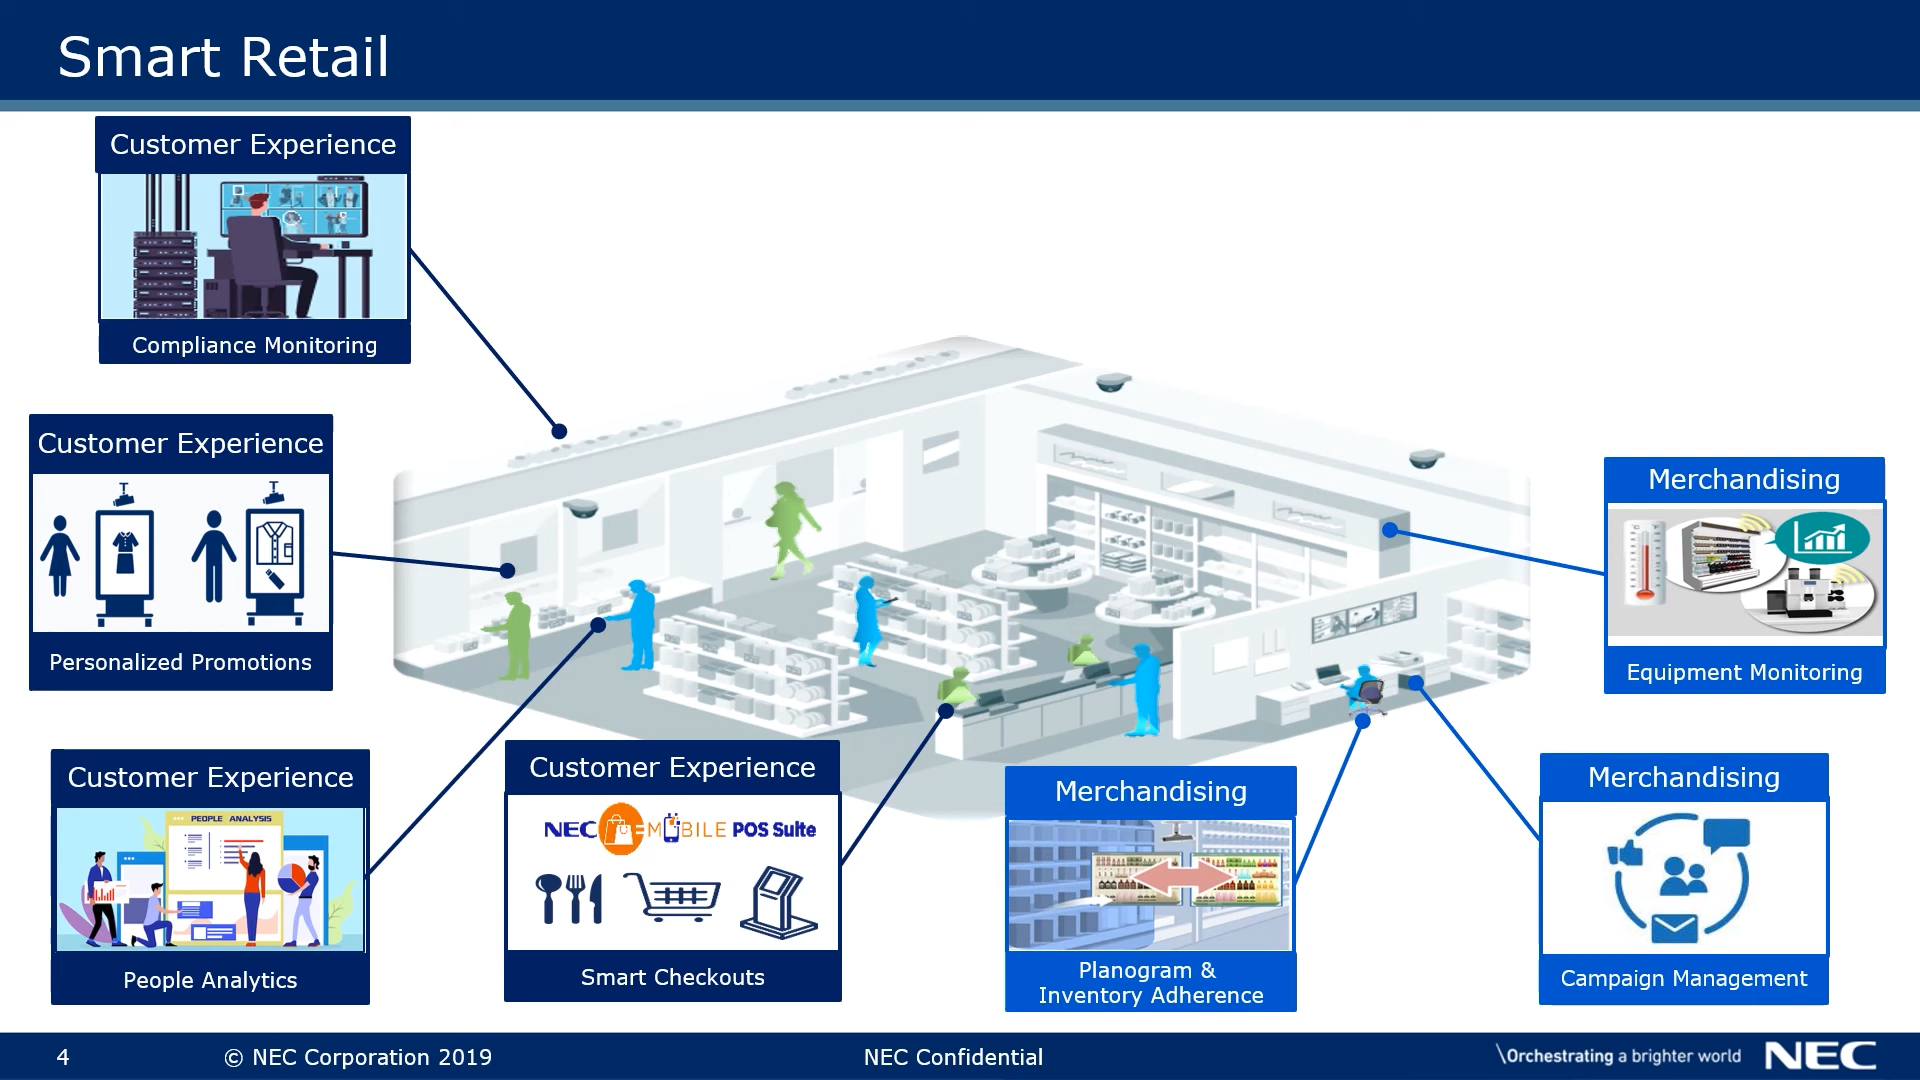 Smart Retail
Customer Experience
Compliance Monitoring
Customer Experience
Personalized Promotions
Customer Experience
PEOPLE ANALYSIS
People Analytics
Customer Experience
NEC MOBILE POS Suite
Smart Checkouts
Merchandising
Planogram &
Inventory Adherence
Merchandising
Equipment Monitoring
Merchandising
Campaign Management
4
© NEC Corporation 2019
NEC Confidential
\Orchestrating a brighter world
NEC